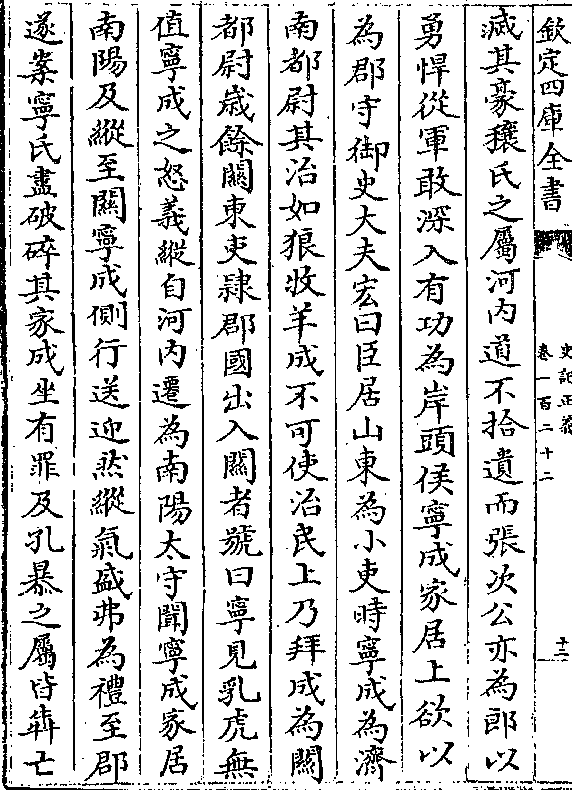 欽定四庫全書
史記正義
卷一百二十二
十二
滅其豪穰氏之屬河内道不拾遺而張次公亦為郎以
勇悍從軍敢深入有功為岸頭侯寧成家居上欲以
為郡守御史大夫宏曰臣居山東為小吏時寧成為濟
南都尉其治如狼牧羊成不可使治民上乃拜成為關
都尉歲餘關東吏隸郡國出入關者號曰寧見乳虎無
值寧成之怒義縱自河内遷為南陽太守聞寧成家居
南陽及縱至關寧成側行送迎然縱氣盛弗為禮至郡
遂案寧氏盡破碎其家成坐有罪及孔暴之屬皆犇亡